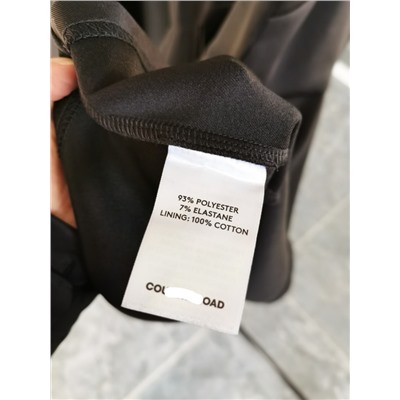 93% POLYESTER
7% ELASTANE
LINING: 100% COTTON